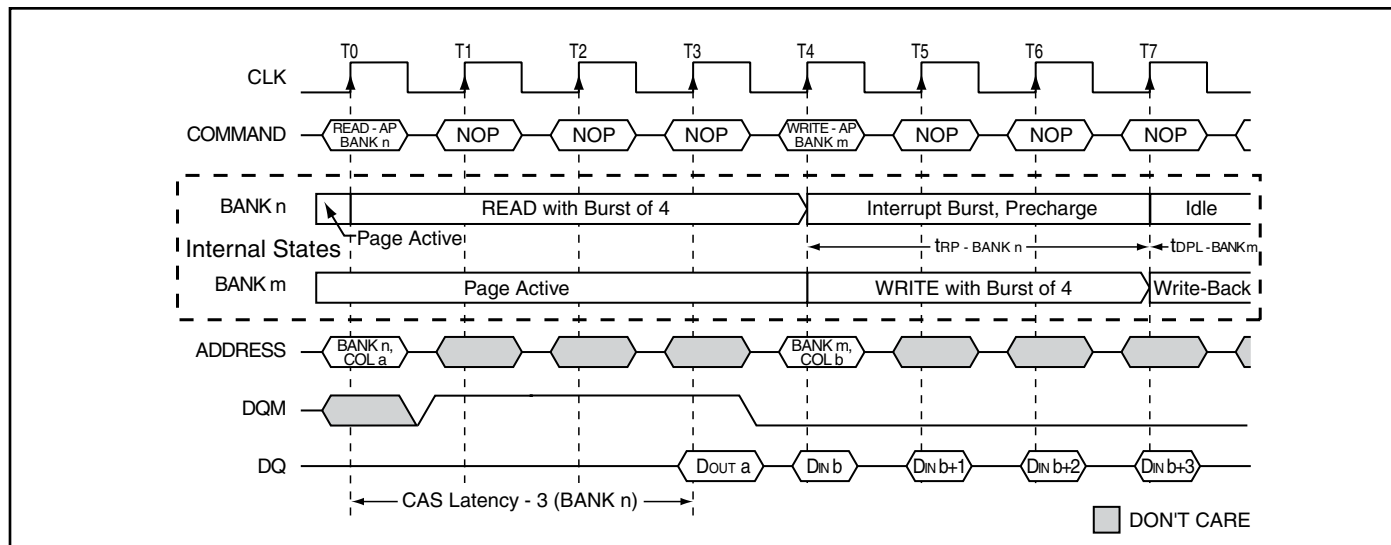 T0 T1 T2 T3 T4 T5 T6 T7
CLK
COMMAND READ - AP BANK n NOP NOP NOP WRITE - AP BANK m NOP NOP NOP
BANK n READ with Burst of 4 Interrupt Burst, Precharge Idle
Page Active
Internal States
tRP - BANK n tDPL - BANK m
BANK m Page Active WRITE with Burst of 4 Write-Back
ADDRESS BANK n, COL a BANK m, COL b
DQM
DQ DOUT a DIN b DIN b+1 DIN b+2 DIN b+3
CAS Latency - 3 (BANK n)
DON'T CARE